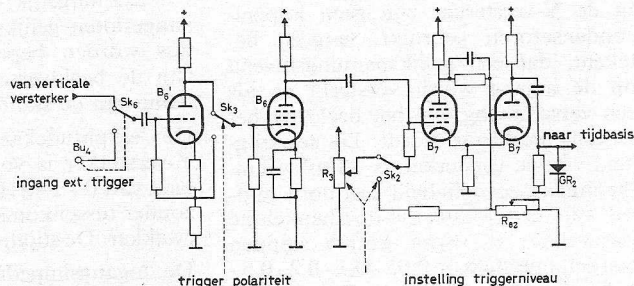 + + + +
van verticale
versterker
Sk6
B6'
Sk3
B6
B7
B7'
naar tijdbasis
Bu4
ingang ext. trigger
R3
Sk2
GR2
R82
trigger polariteit
instelling triggerniveau